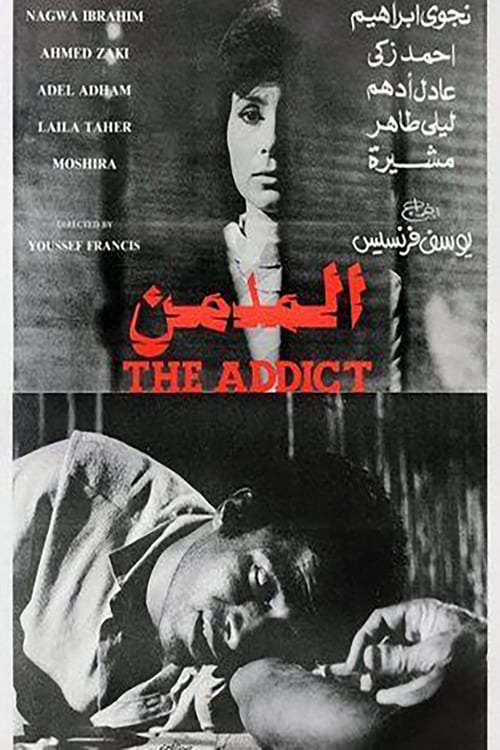 NAGWA IBRAHIM
AHMED ZAKI
ADEL ADHAM
LAILA TAHER
MOSHIRA
DIRECTED BY
YOUSSEF FRANCIS
نجوى ابراهيم
احمد زكى
عادل أدهم
ليلى طاهر
مشيرة
اخراج
يوسف فرنسيس
المدمن
THE ADDICT